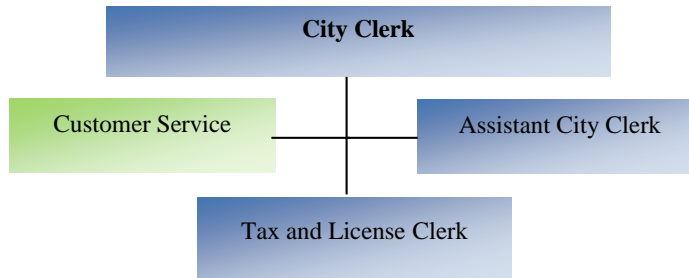 City Clerk
Customer Service
Assistant City Clerk
Tax and License Clerk